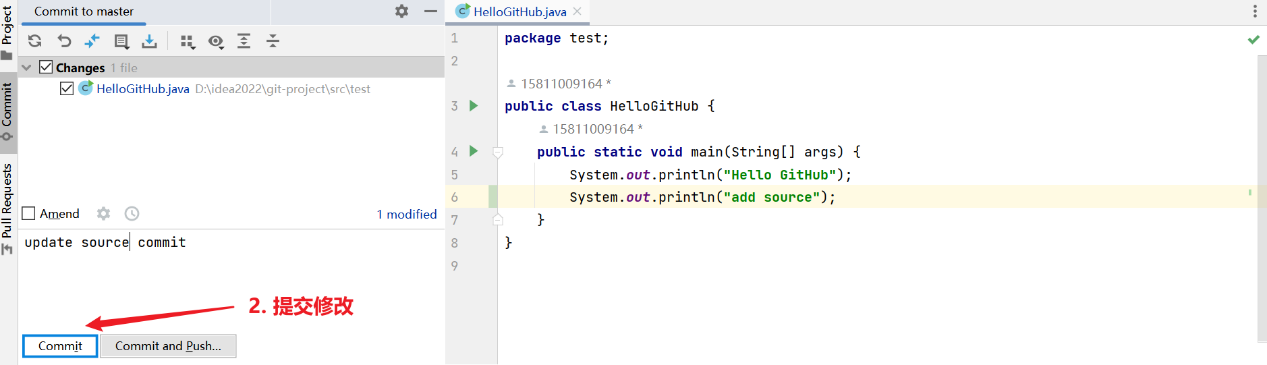 Project
Commit
Pull Requests
Commit to master
Changes 1 file
HelloGitHub.java D:\idea2022\git-project\src\test
Amend
1 modified
update source commit
2. 提交修改
Commit
Commit and Push...
HelloGitHub.java
1 package test;
2
15811009164 *
3 public class HelloGitHub {
15811009164 *
4 public static void main(String[] args) {
5 System.out.println("Hello GitHub");
6 System.out.println("add source");
7 }
8 }
9